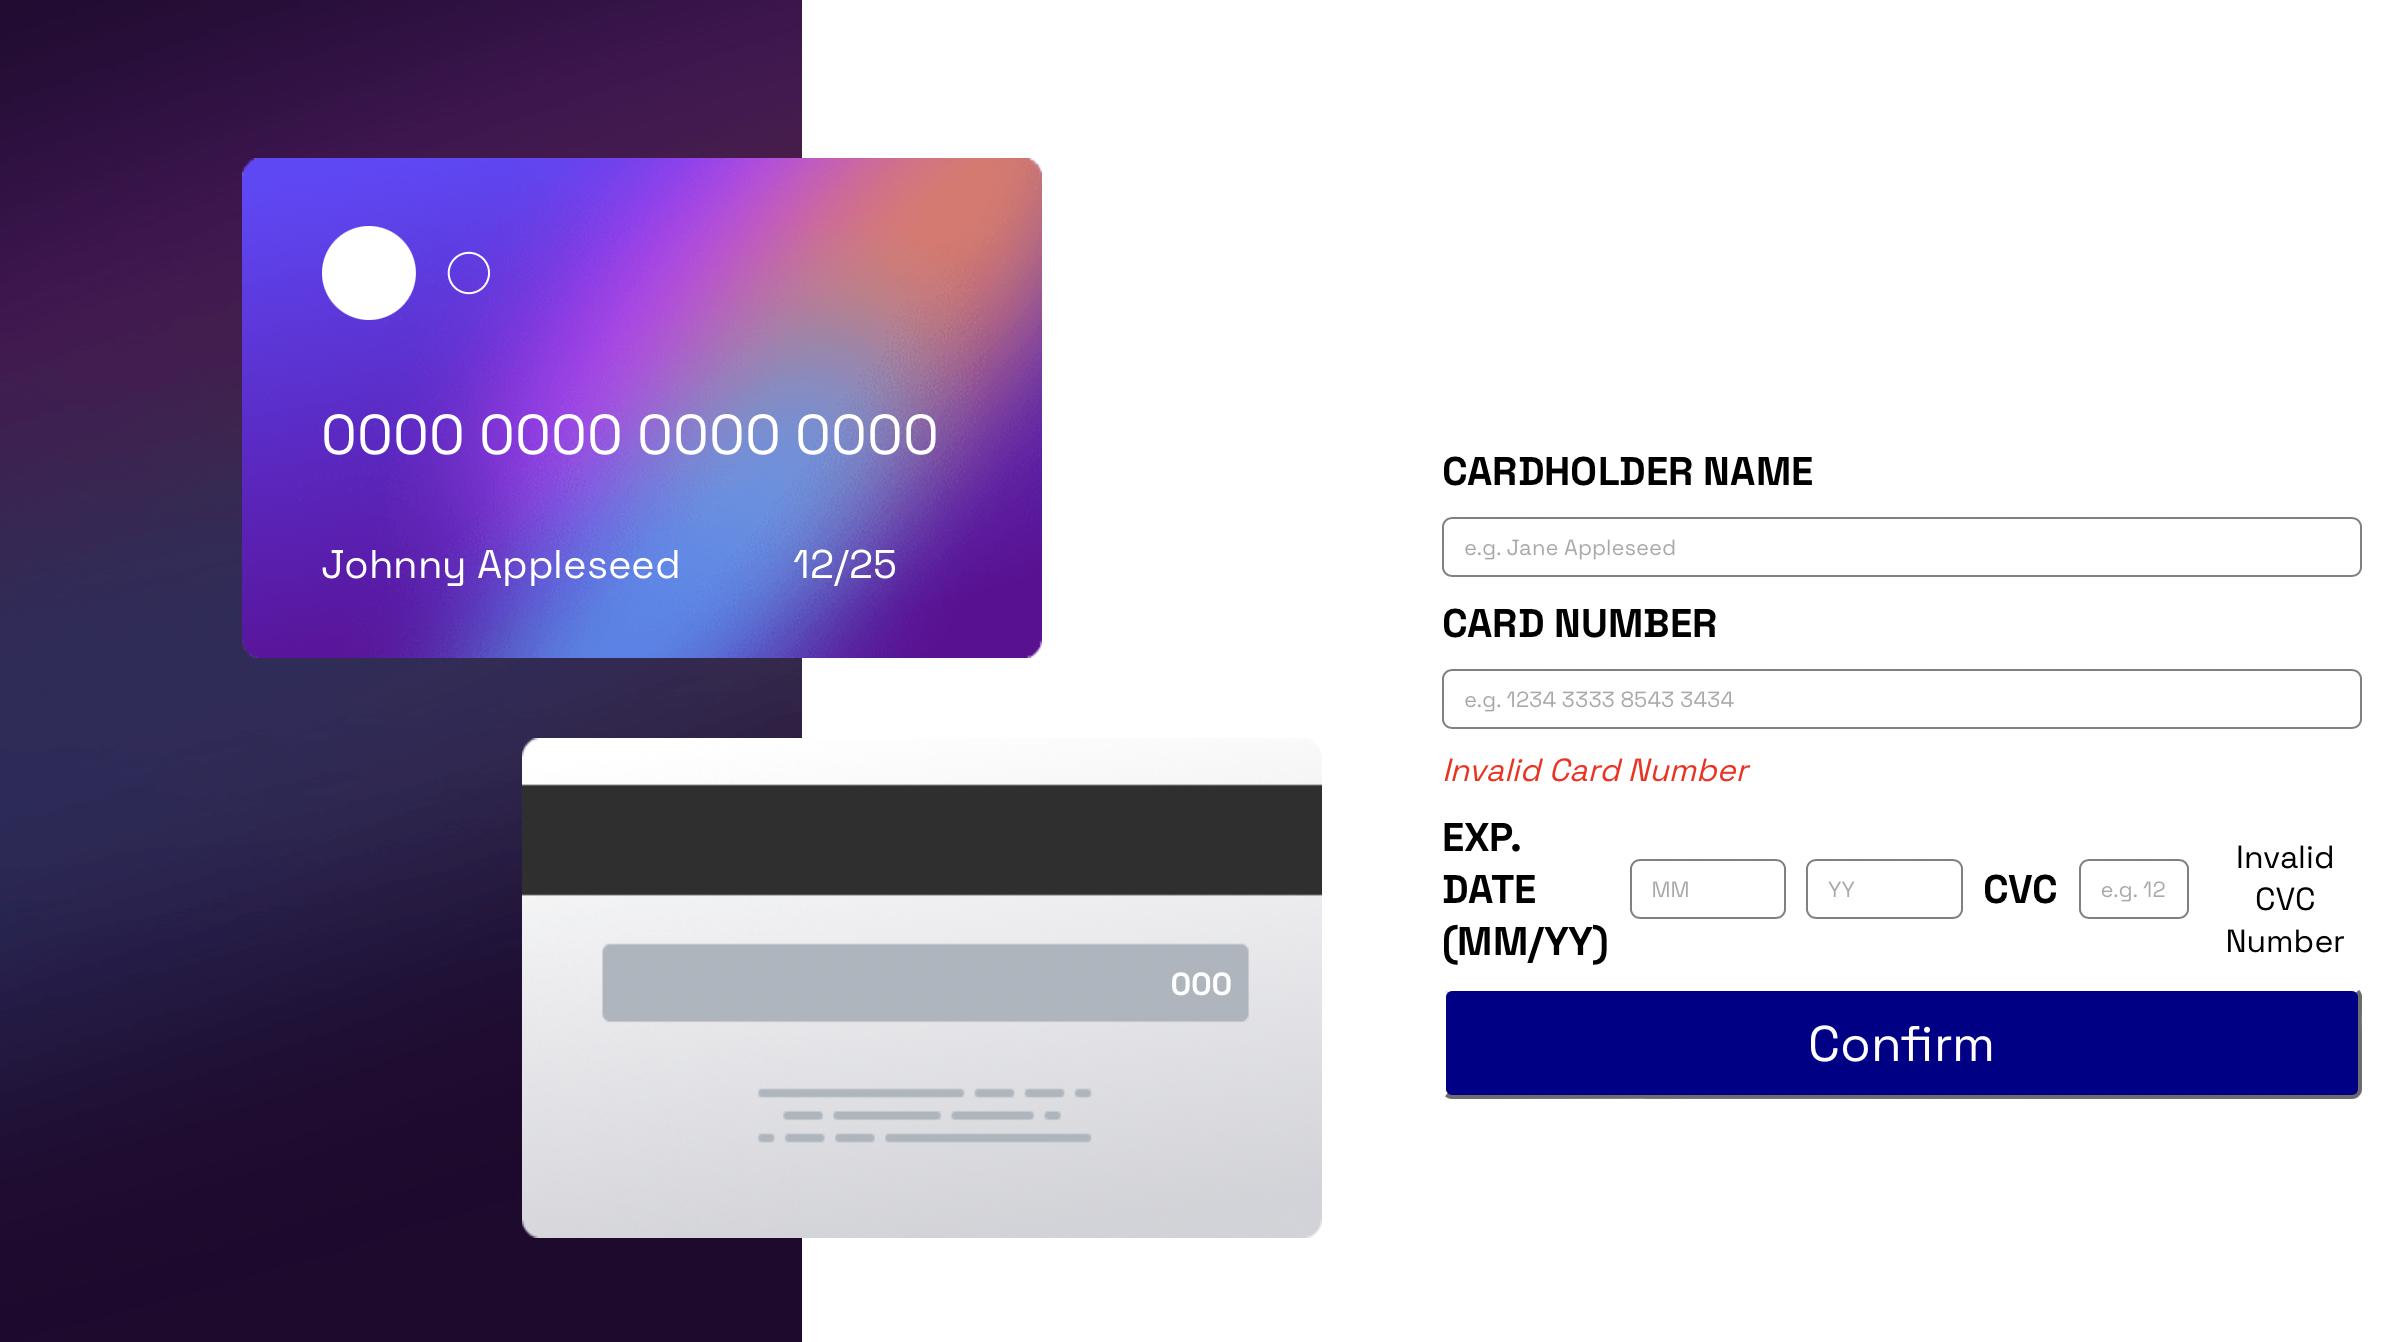 0000 0000 0000 0000
Johnny Appleseed 12/25
000
CARDHOLDER NAME
e.g. Jane Appleseed
CARD NUMBER
e.g. 1234 3333 8543 3434
Invalid Card Number
EXP.
DATE
(MM/YY)
MM
YY
CVC
e.g. 12
Invalid
CVC
Number
Confirm